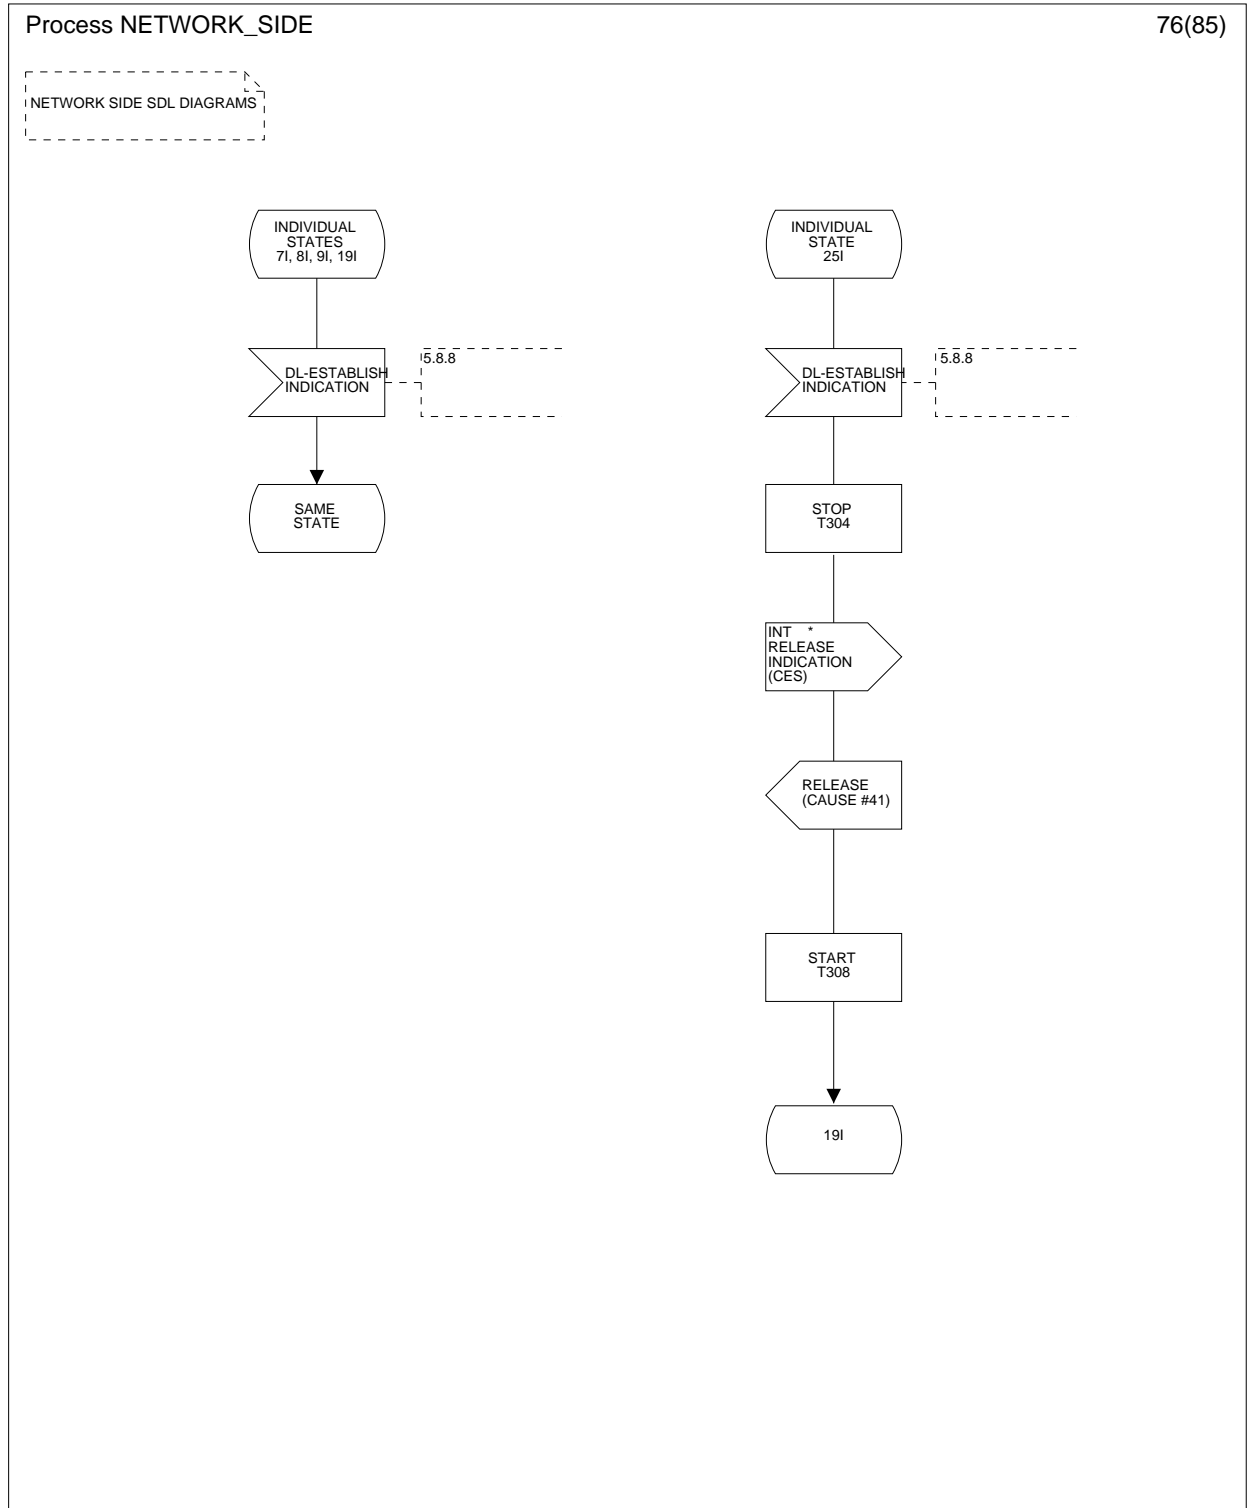 Process NETWORK_SIDE
76(85)
NETWORK SIDE SDL DIAGRAMS
INDIVIDUAL
STATES
7I, 8I, 9I, 19I
DL-ESTABLISH
INDICATION
5.8.8
SAME
STATE
INDIVIDUAL
STATE
25I
DL-ESTABLISH
INDICATION
5.8.8
STOP
T304
INT *
RELEASE
INDICATION
(CES)
RELEASE
(CAUSE #41)
START
T308
19I